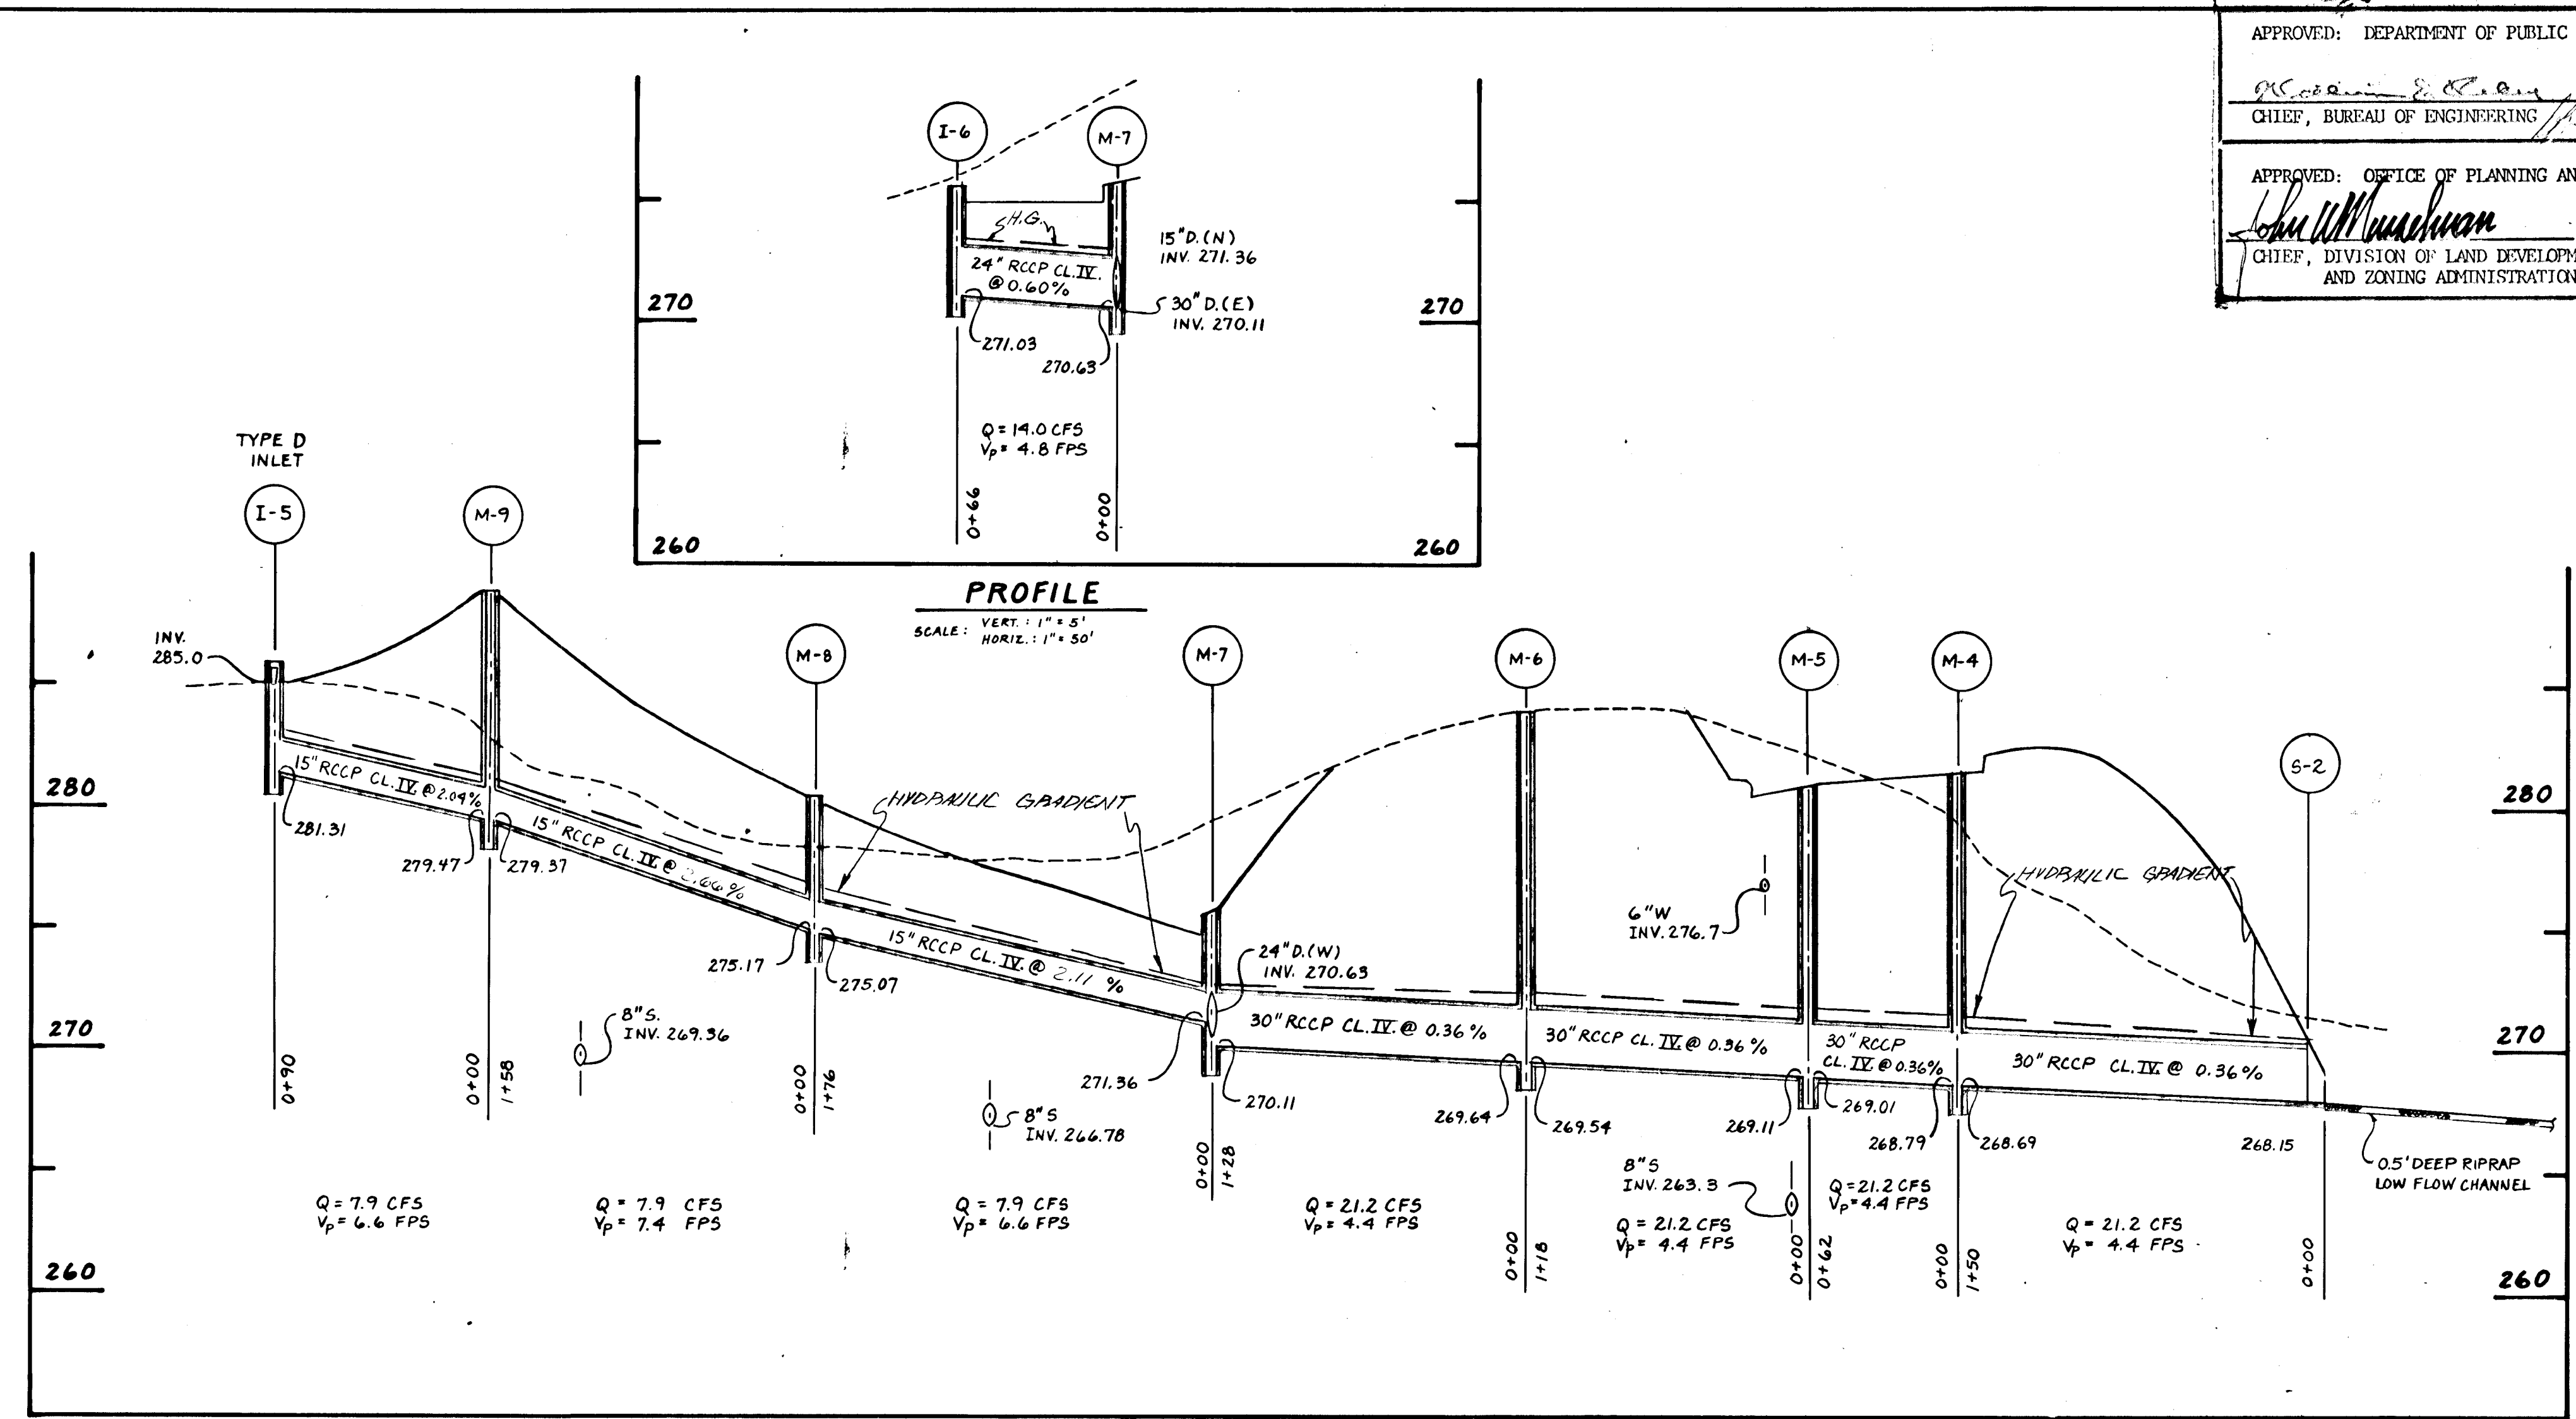 APPROVED: DEPARTMENT OF PUBLIC
CHIEF, BUREAU OF ENGINEERING
APPROVED: OFFICE OF PLANNING AN
CHIEF, DIVISION OF LAND DEVELOPM
AND ZONING ADMINISTRATION
I-6
M-7
H.G.
15"D.(N)
INV. 271.36
24" RCCP CL.IV.
@ 0.60%
30"D.(E)
INV. 270.11
270
270
271.03
270.63
Q = 14.0 CFS
Vp = 4.8 FPS
0+66
0+00
260
260
PROFILE
SCALE: VERT.: 1" = 5'
HORIZ.: 1" = 50'
TYPE D
INLET
I-5
M-9
M-8
M-7
M-6
M-5
M-4
S-2
INV.
285.0
280
280
15" RCCP CL. IV. @ 2.04%
281.31
279.47
279.37
15" RCCP CL. IV. @ 2.66%
HYDRAULIC GRADIENT
275.17
275.07
15" RCCP CL. IV. @ 2.11 %
24"D.(W)
INV. 270.63
6"W
INV. 276.7
HYDRAULIC GRADIENT
270
270
8"S.
INV. 269.36
8"S
INV. 266.78
271.36
270.11
30" RCCP CL. IV. @ 0.36%
30" RCCP CL. IV. @ 0.36%
30" RCCP
CL. IV. @ 0.36%
30" RCCP CL. IV. @ 0.36%
269.64
269.54
269.11
269.01
268.79
268.69
268.15
8"S
INV. 263.3
0.5' DEEP RIPRAP
LOW FLOW CHANNEL
0+90
0+00
1+58
0+00
1+76
0+00
1+28
0+00
1+18
0+00
0+62
0+00
1+50
0+00
Q = 7.9 CFS
Vp = 6.6 FPS
Q = 7.9 CFS
Vp = 7.4 FPS
Q = 7.9 CFS
Vp = 6.6 FPS
Q = 21.2 CFS
Vp = 4.4 FPS
Q = 21.2 CFS
Vp = 4.4 FPS
Q = 21.2 CFS
Vp = 4.4 FPS
Q = 21.2 CFS
Vp = 4.4 FPS
260
260